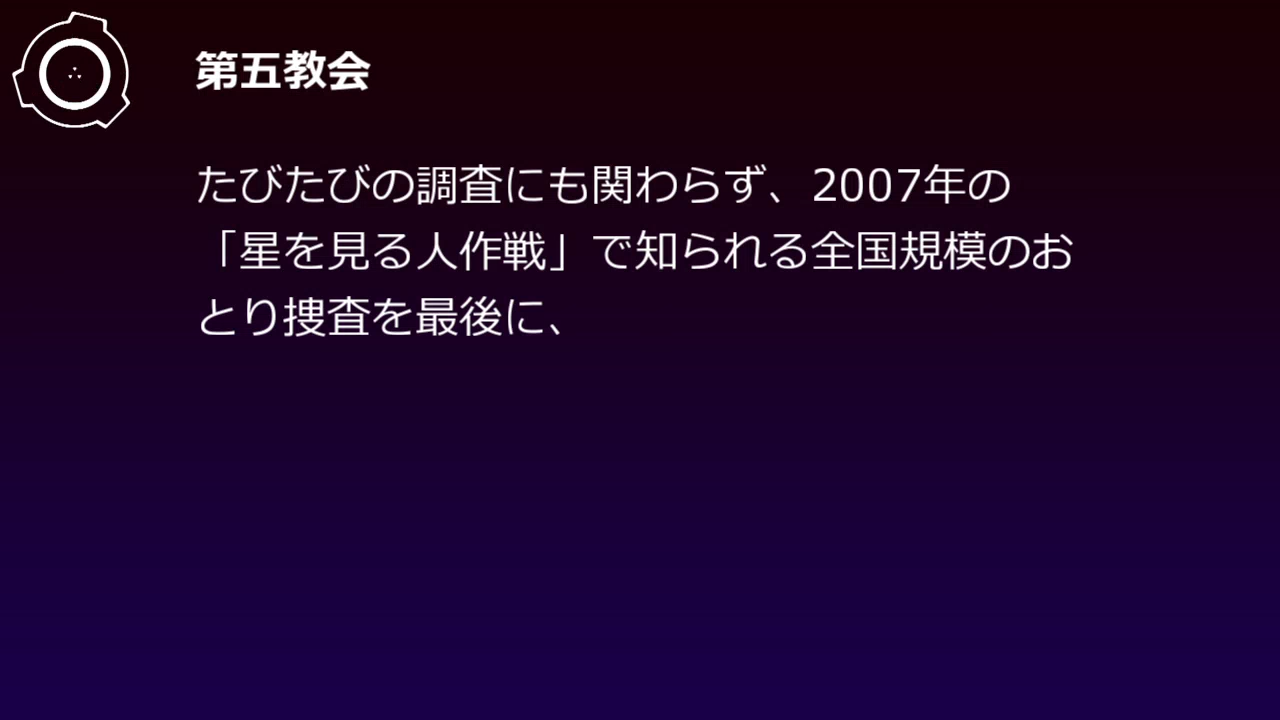 第五教会
たびたびの調査にも関わらず、2007年の
「星を見る人作戦」で知られる全国規模のお
とり捜査を最後に、